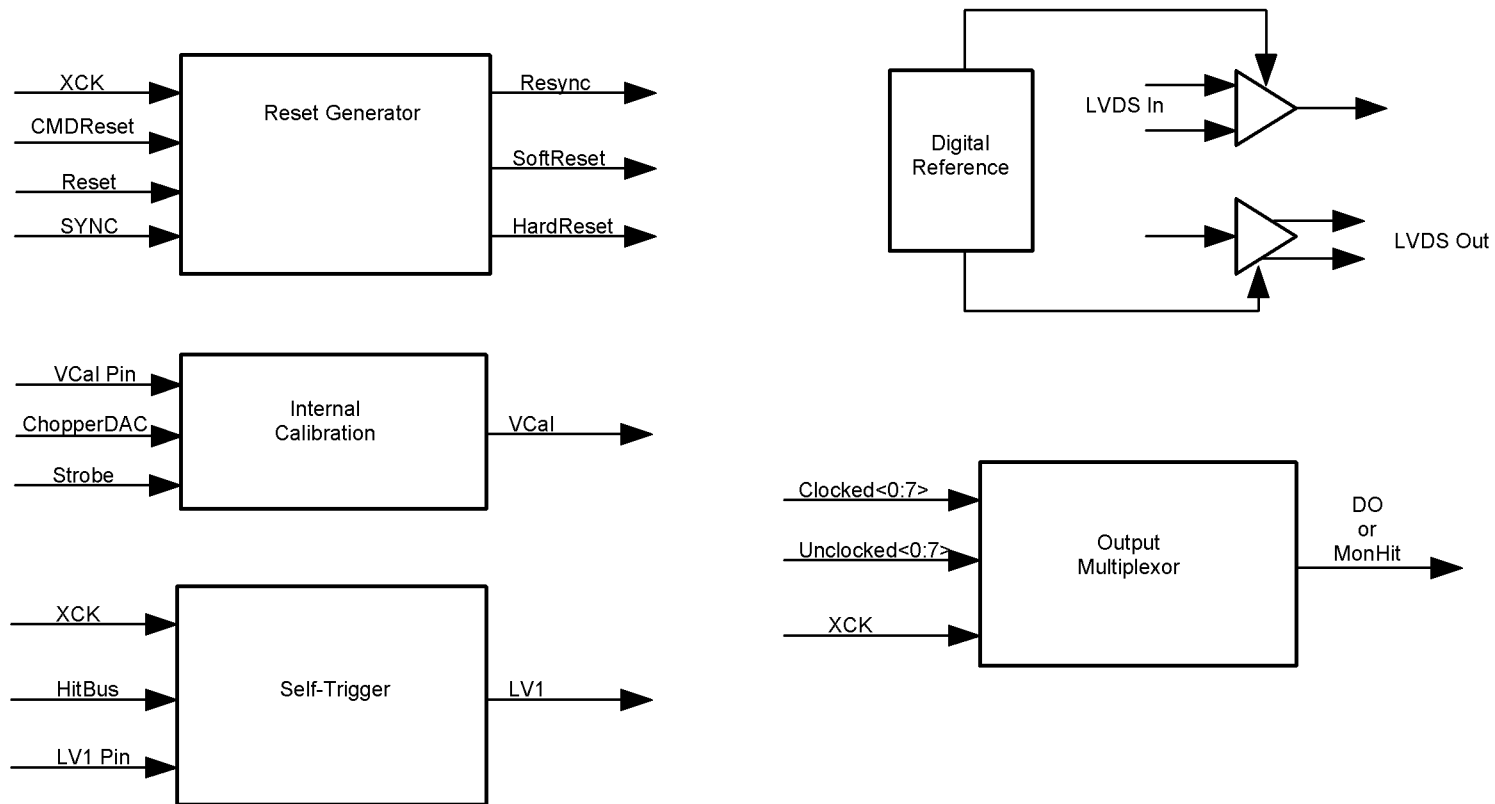 XCK
CMDReset
Reset
SYNC
Reset Generator
Resync
SoftReset
HardReset
Digital
Reference
LVDS In
LVDS Out
VCal Pin
ChopperDAC
Strobe
Internal
Calibration
VCal
Clocked<0:7>
Unclocked<0:7>
XCK
Output
Multiplexor
DO
or
MonHit
XCK
HitBus
LV1 Pin
Self-Trigger
LV1